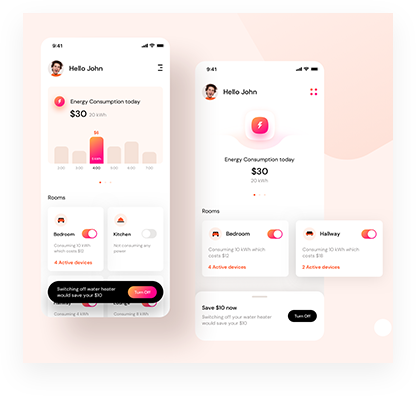 9:41
Hello John
Energy Consumption today
$30 20 kWh
$6
2:00 3:00 4:00 5:00 6:00 7:00
Rooms
Bedroom
Consuming 10 kWh
which costs $12
4 Active devices
Kitchen
Not consuming any
power
Switching off water heater
would save your $10
Turn Off
Hallway
Lounge
Consuming 10 kWh
9:41
Hello John
Energy Consumption today
$30
20 kWh
Rooms
Bedroom
Consuming 10 kWh which
costs $12
4 Active devices
Hallway
Consuming 10 kWh which
costs $18
2 Active devices
Save $10 now
Switching off your water heater
would save your $10
Turn Off